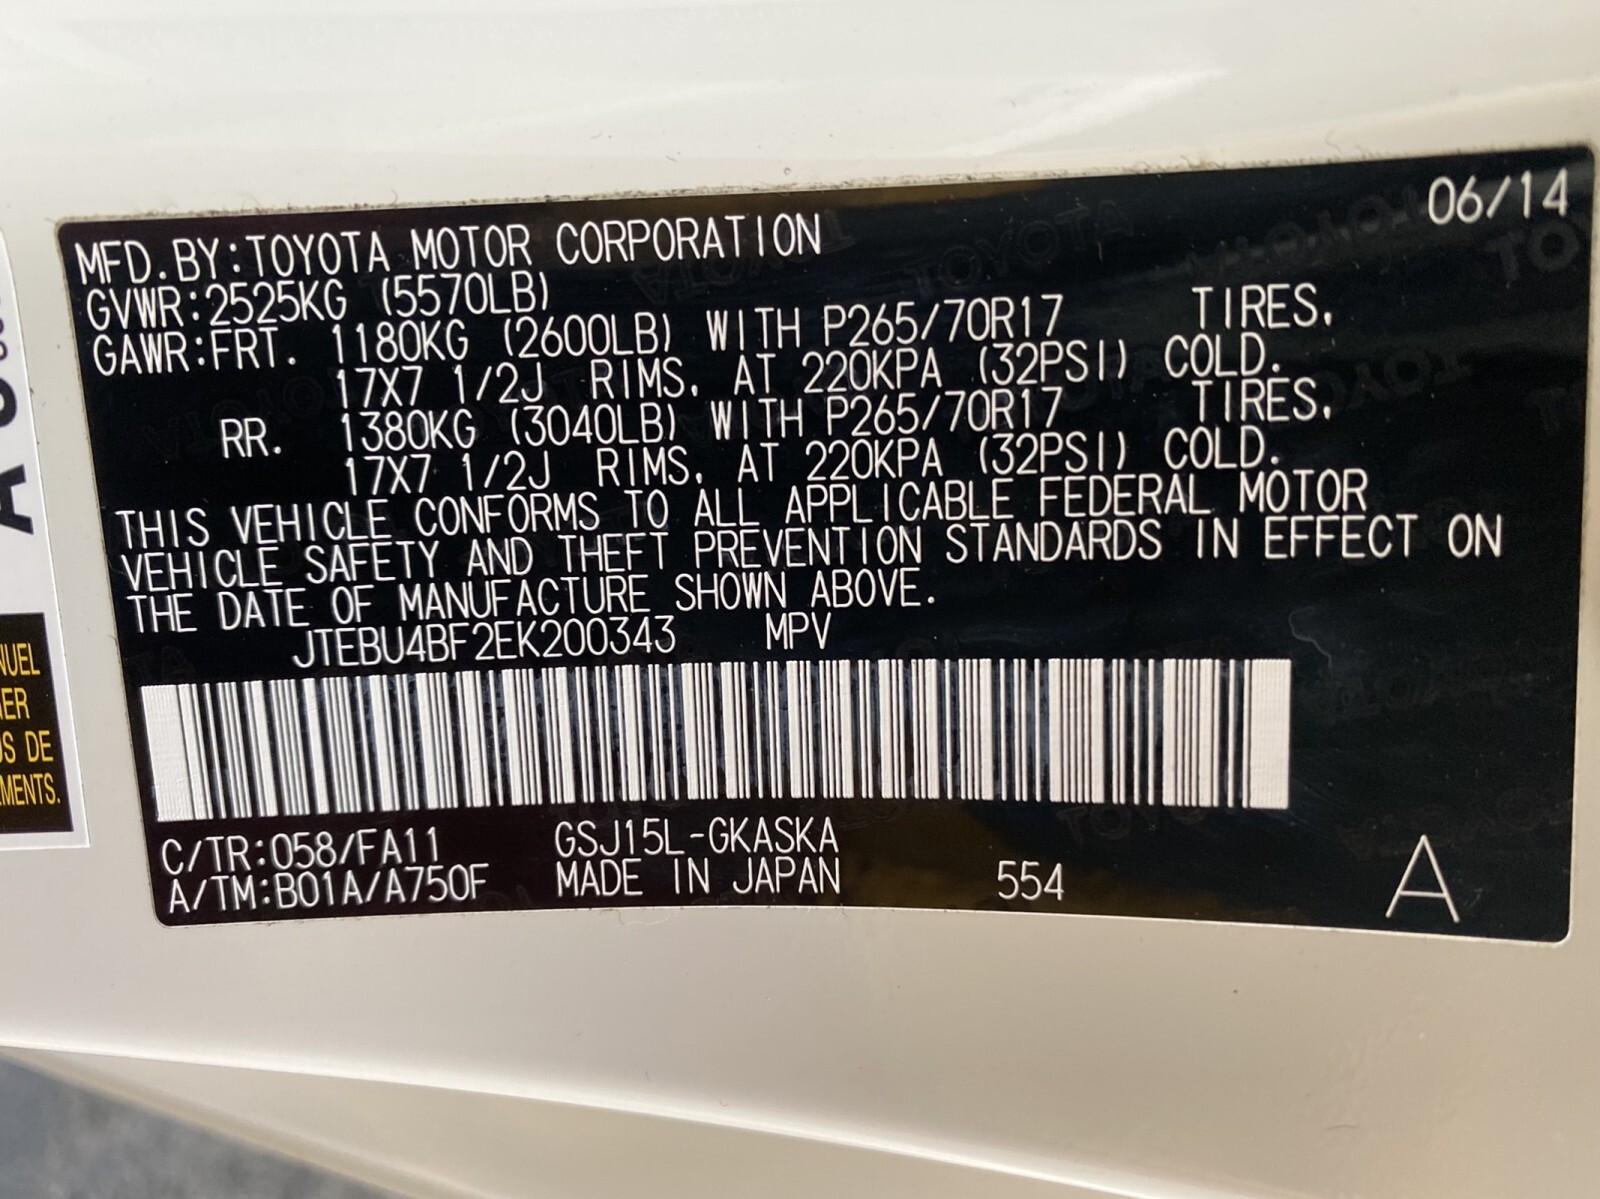 06/14
MFD.BY:TOYOTA MOTOR CORPORATION
GVWR:2525KG (5570LB)
GAWR:FRT. 1180KG (2600LB) WITH P265/70R17 TIRES,
17X7 1/2J RIMS, AT 220KPA (32PSI) COLD.
RR. 1380KG (3040LB) WITH P265/70R17 TIRES,
17X7 1/2J RIMS, AT 220KPA (32PSI) COLD.
THIS VEHICLE CONFORMS TO ALL APPLICABLE FEDERAL MOTOR
VEHICLE SAFETY AND THEFT PREVENTION STANDARDS IN EFFECT ON
THE DATE OF MANUFACTURE SHOWN ABOVE.
JTEBU4BF2EK200343 MPV
C/TR:058/FA11 GSJ15L-GKASKA
A/TM:B01A/A750F MADE IN JAPAN 554 A
NUEL
IER
US DE
EMENTS.